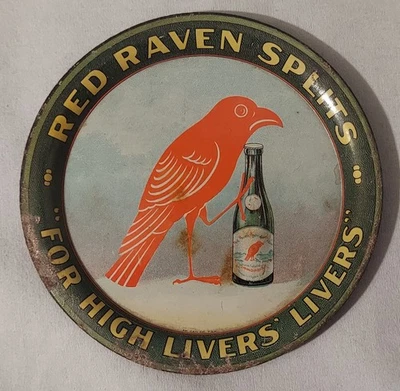 RED RAVEN SPLITS
"FOR HIGH LIVERS' LIVERS"